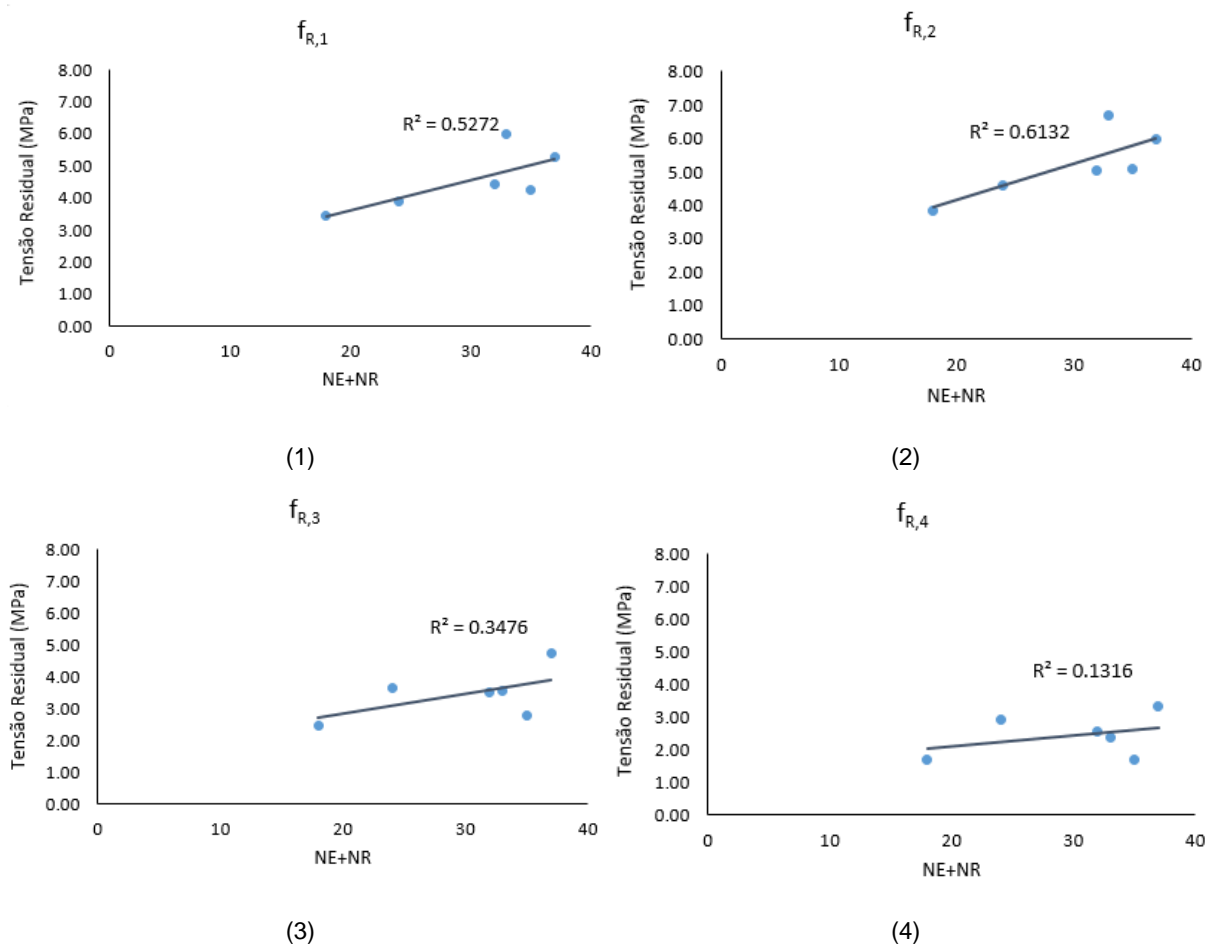 f_R,1
Tensão Residual (MPa)
8.00
7.00
6.00
5.00
4.00
3.00
2.00
1.00
0.00
R² = 0.5272
0 10 20 30 40
NE+NR
(1)
f_R,2
Tensão Residual (MPa)
8.00
7.00
6.00
5.00
4.00
3.00
2.00
1.00
0.00
R² = 0.6132
0 10 20 30 40
NE+NR
(2)
f_R,3
Tensão Residual (MPa)
8.00
7.00
6.00
5.00
4.00
3.00
2.00
1.00
0.00
R² = 0.3476
0 10 20 30 40
NE+NR
(3)
f_R,4
Tensão Residual (MPa)
8.00
7.00
6.00
5.00
4.00
3.00
2.00
1.00
0.00
R² = 0.1316
0 10 20 30 40
NE+NR
(4)